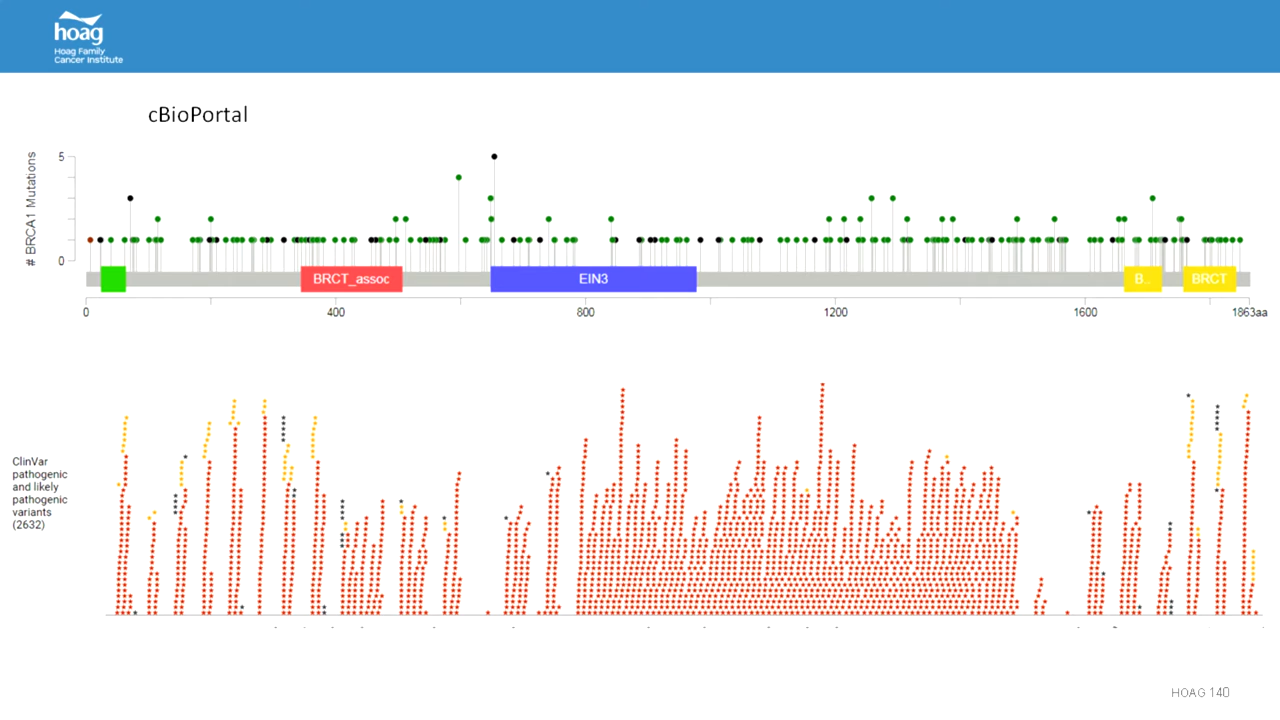 hoag
Hoag Family
Cancer Institute
cBioPortal
# BRCA1 Mutations
5
0
BRCT_assoc
EIN3
B..
BRCT
0
400
800
1200
1600
1863aa
ClinVar
pathogenic
and likely
pathogenic
variants
(2632)
HOAG 140